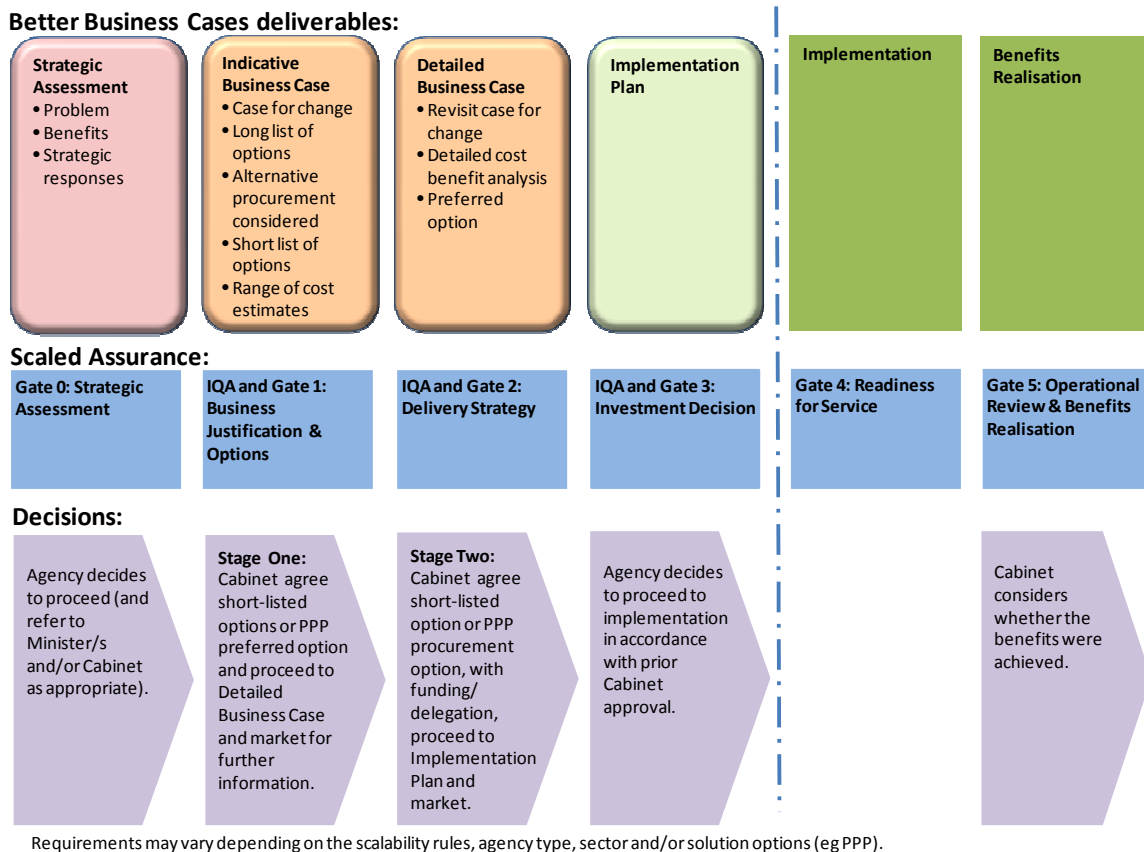 Better Business Cases deliverables:
Strategic
Assessment
• Problem
• Benefits
• Strategic
responses
Indicative
Business Case
• Case for change
• Long list of
options
• Alternative
procurement
considered
• Short list of
options
• Range of cost
estimates
Detailed
Business Case
• Revisit case for
change
• Detailed cost
benefit analysis
• Preferred
option
Implementation
Plan
Implementation
Benefits
Realisation
Scaled Assurance:
Gate 0: Strategic
Assessment
IQA and Gate 1:
Business
Justification &
Options
IQA and Gate 2:
Delivery Strategy
IQA and Gate 3:
Investment Decision
Gate 4: Readiness
for Service
Gate 5: Operational
Review & Benefits
Realisation
Decisions:
Agency decides
to proceed (and
refer to
Minister/s
and/or Cabinet
as appropriate).
Stage One:
Cabinet agree
short-listed
options or PPP
preferred option
and proceed to
Detailed
Business Case
and market for
further
information.
Stage Two:
Cabinet agree
short-listed
option or PPP
procurement
option, with
funding/
delegation,
proceed to
Implementation
Plan and
market.
Agency decides
to proceed to
implementation
in accordance
with prior
Cabinet
approval.
Cabinet
considers
whether the
benefits were
achieved.
Requirements may vary depending on the scalability rules, agency type, sector and/or solution options (eg PPP).